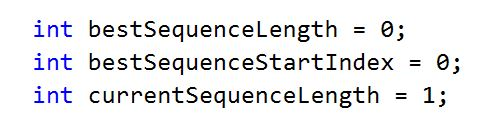 int bestSequenceLength = 0;
int bestSequenceStartIndex = 0;
int currentSequenceLength = 1;